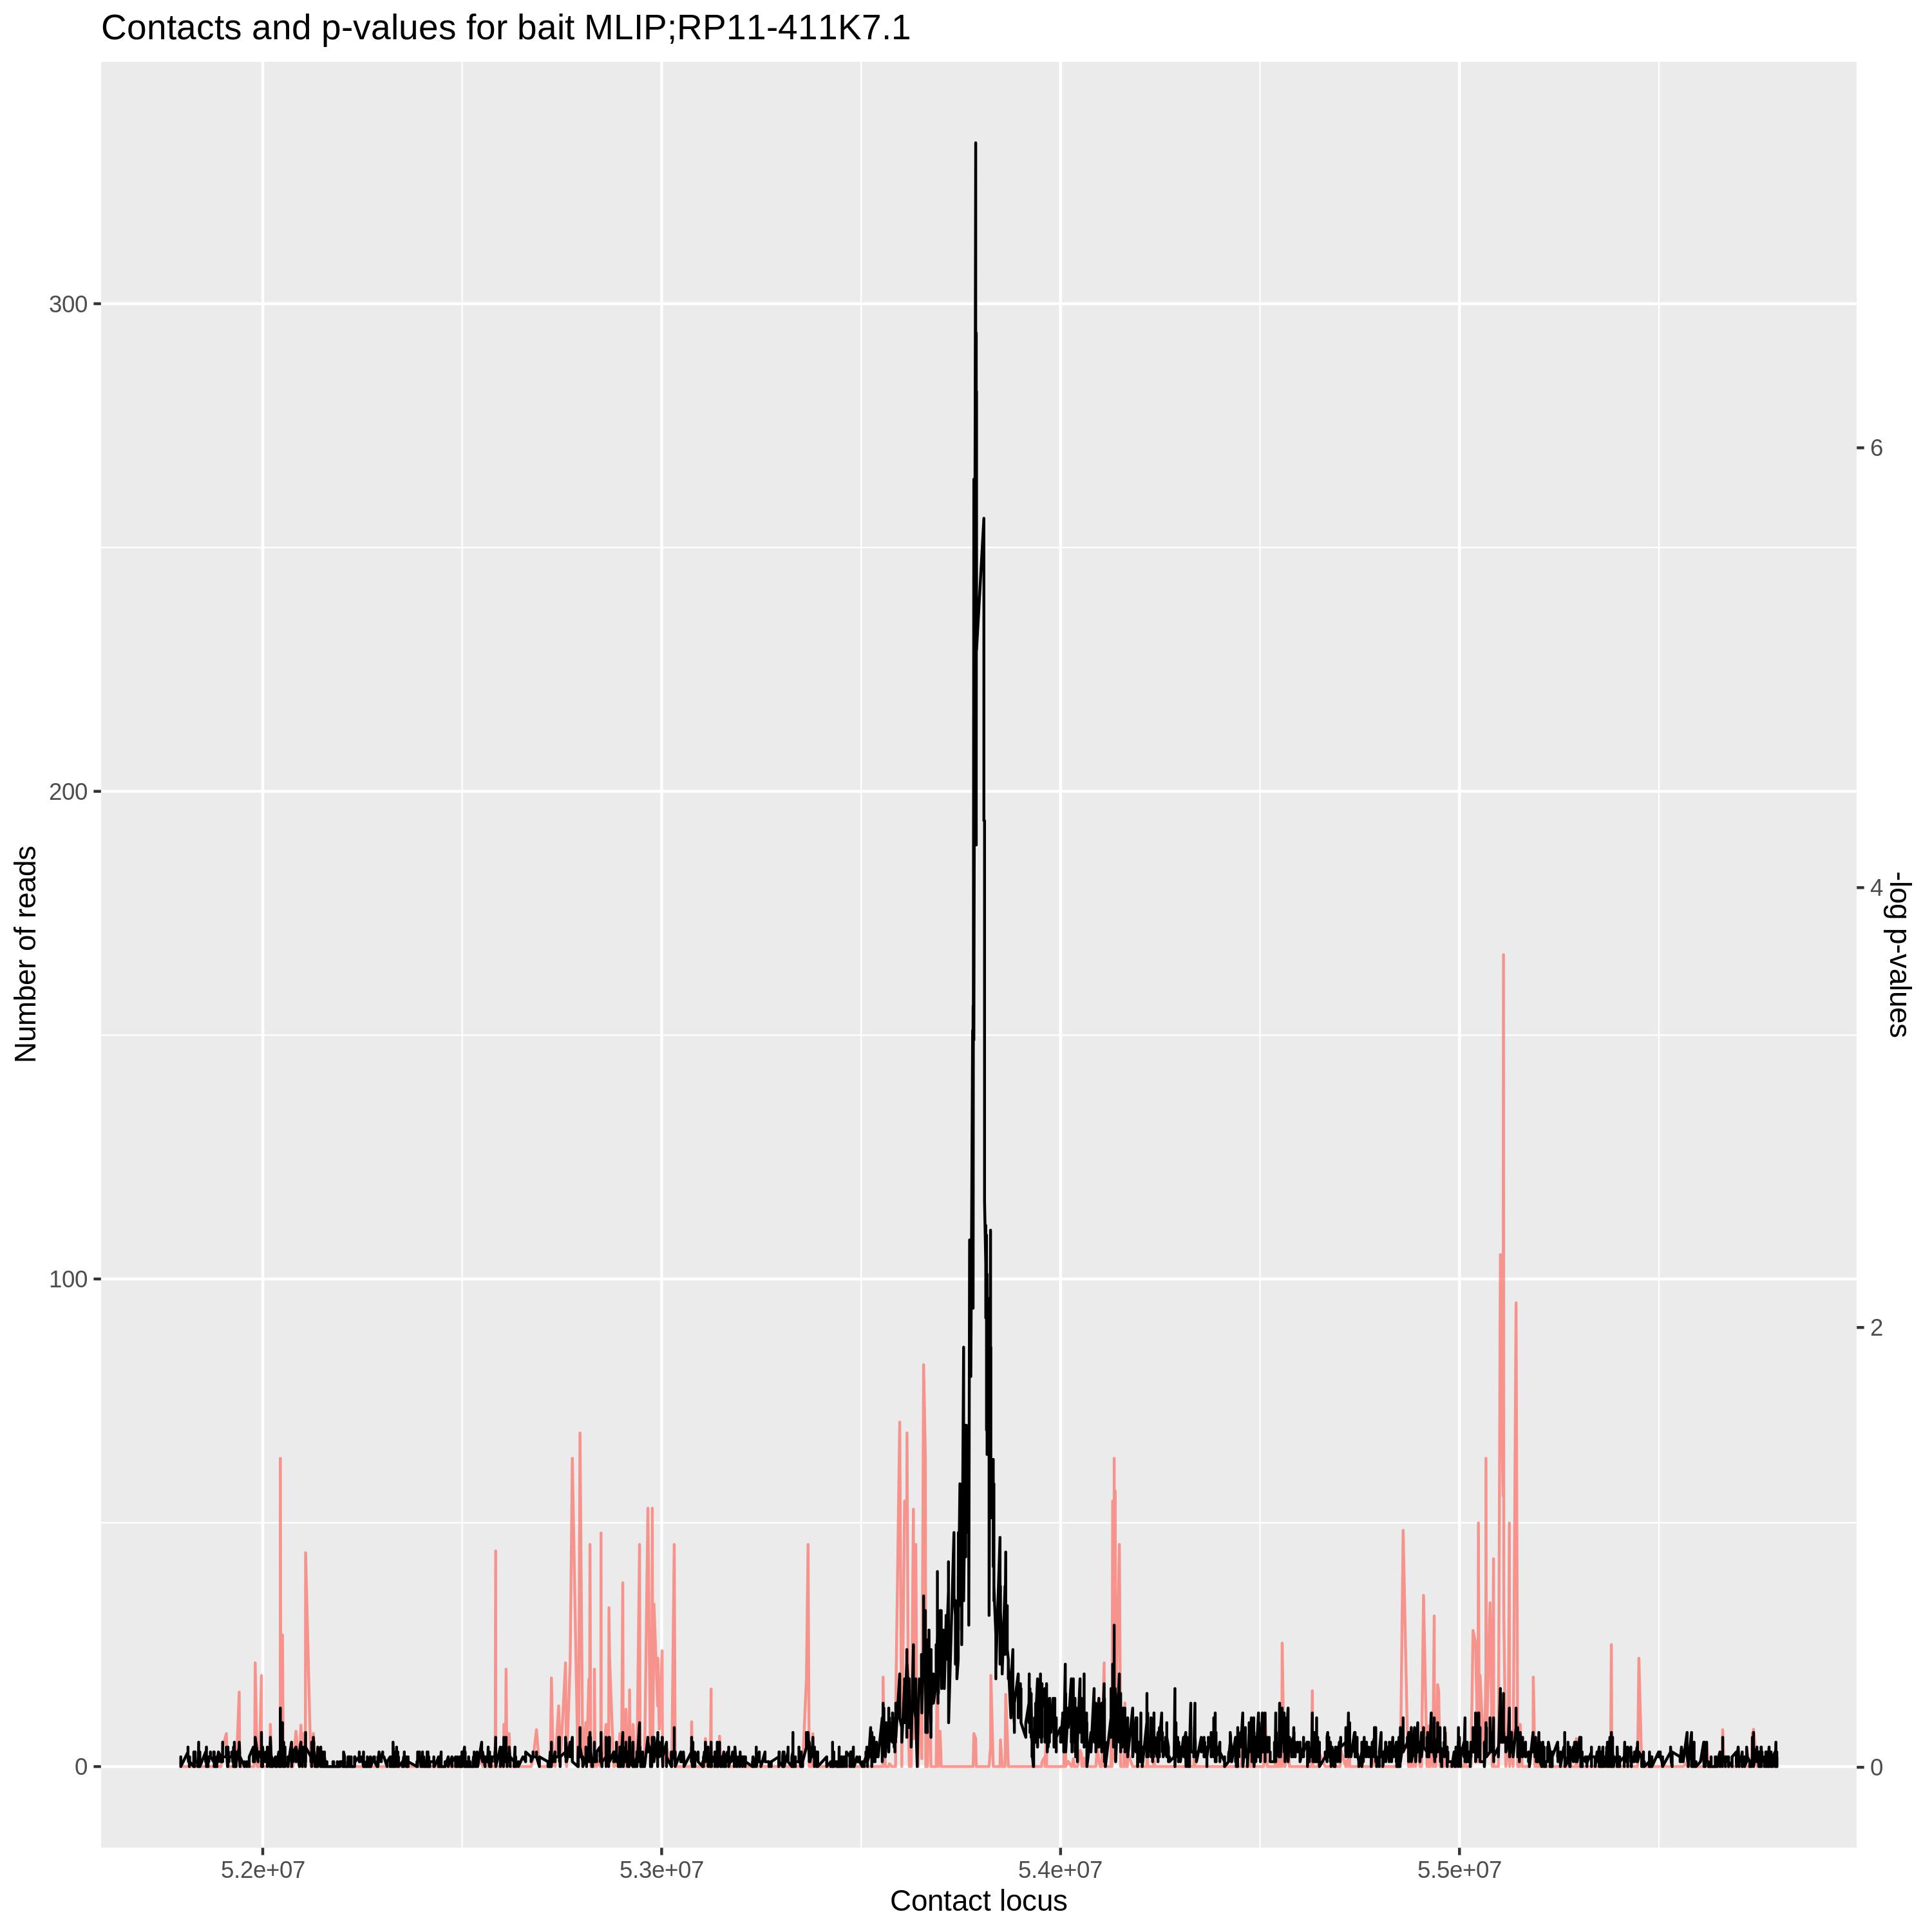 Contacts and p-values for bait MLIP;RP11-411K7.1
300
200
100
0
Number of reads
6
4
2
0
-log p-values
5.2e+07
5.3e+07
5.4e+07
5.5e+07
Contact locus